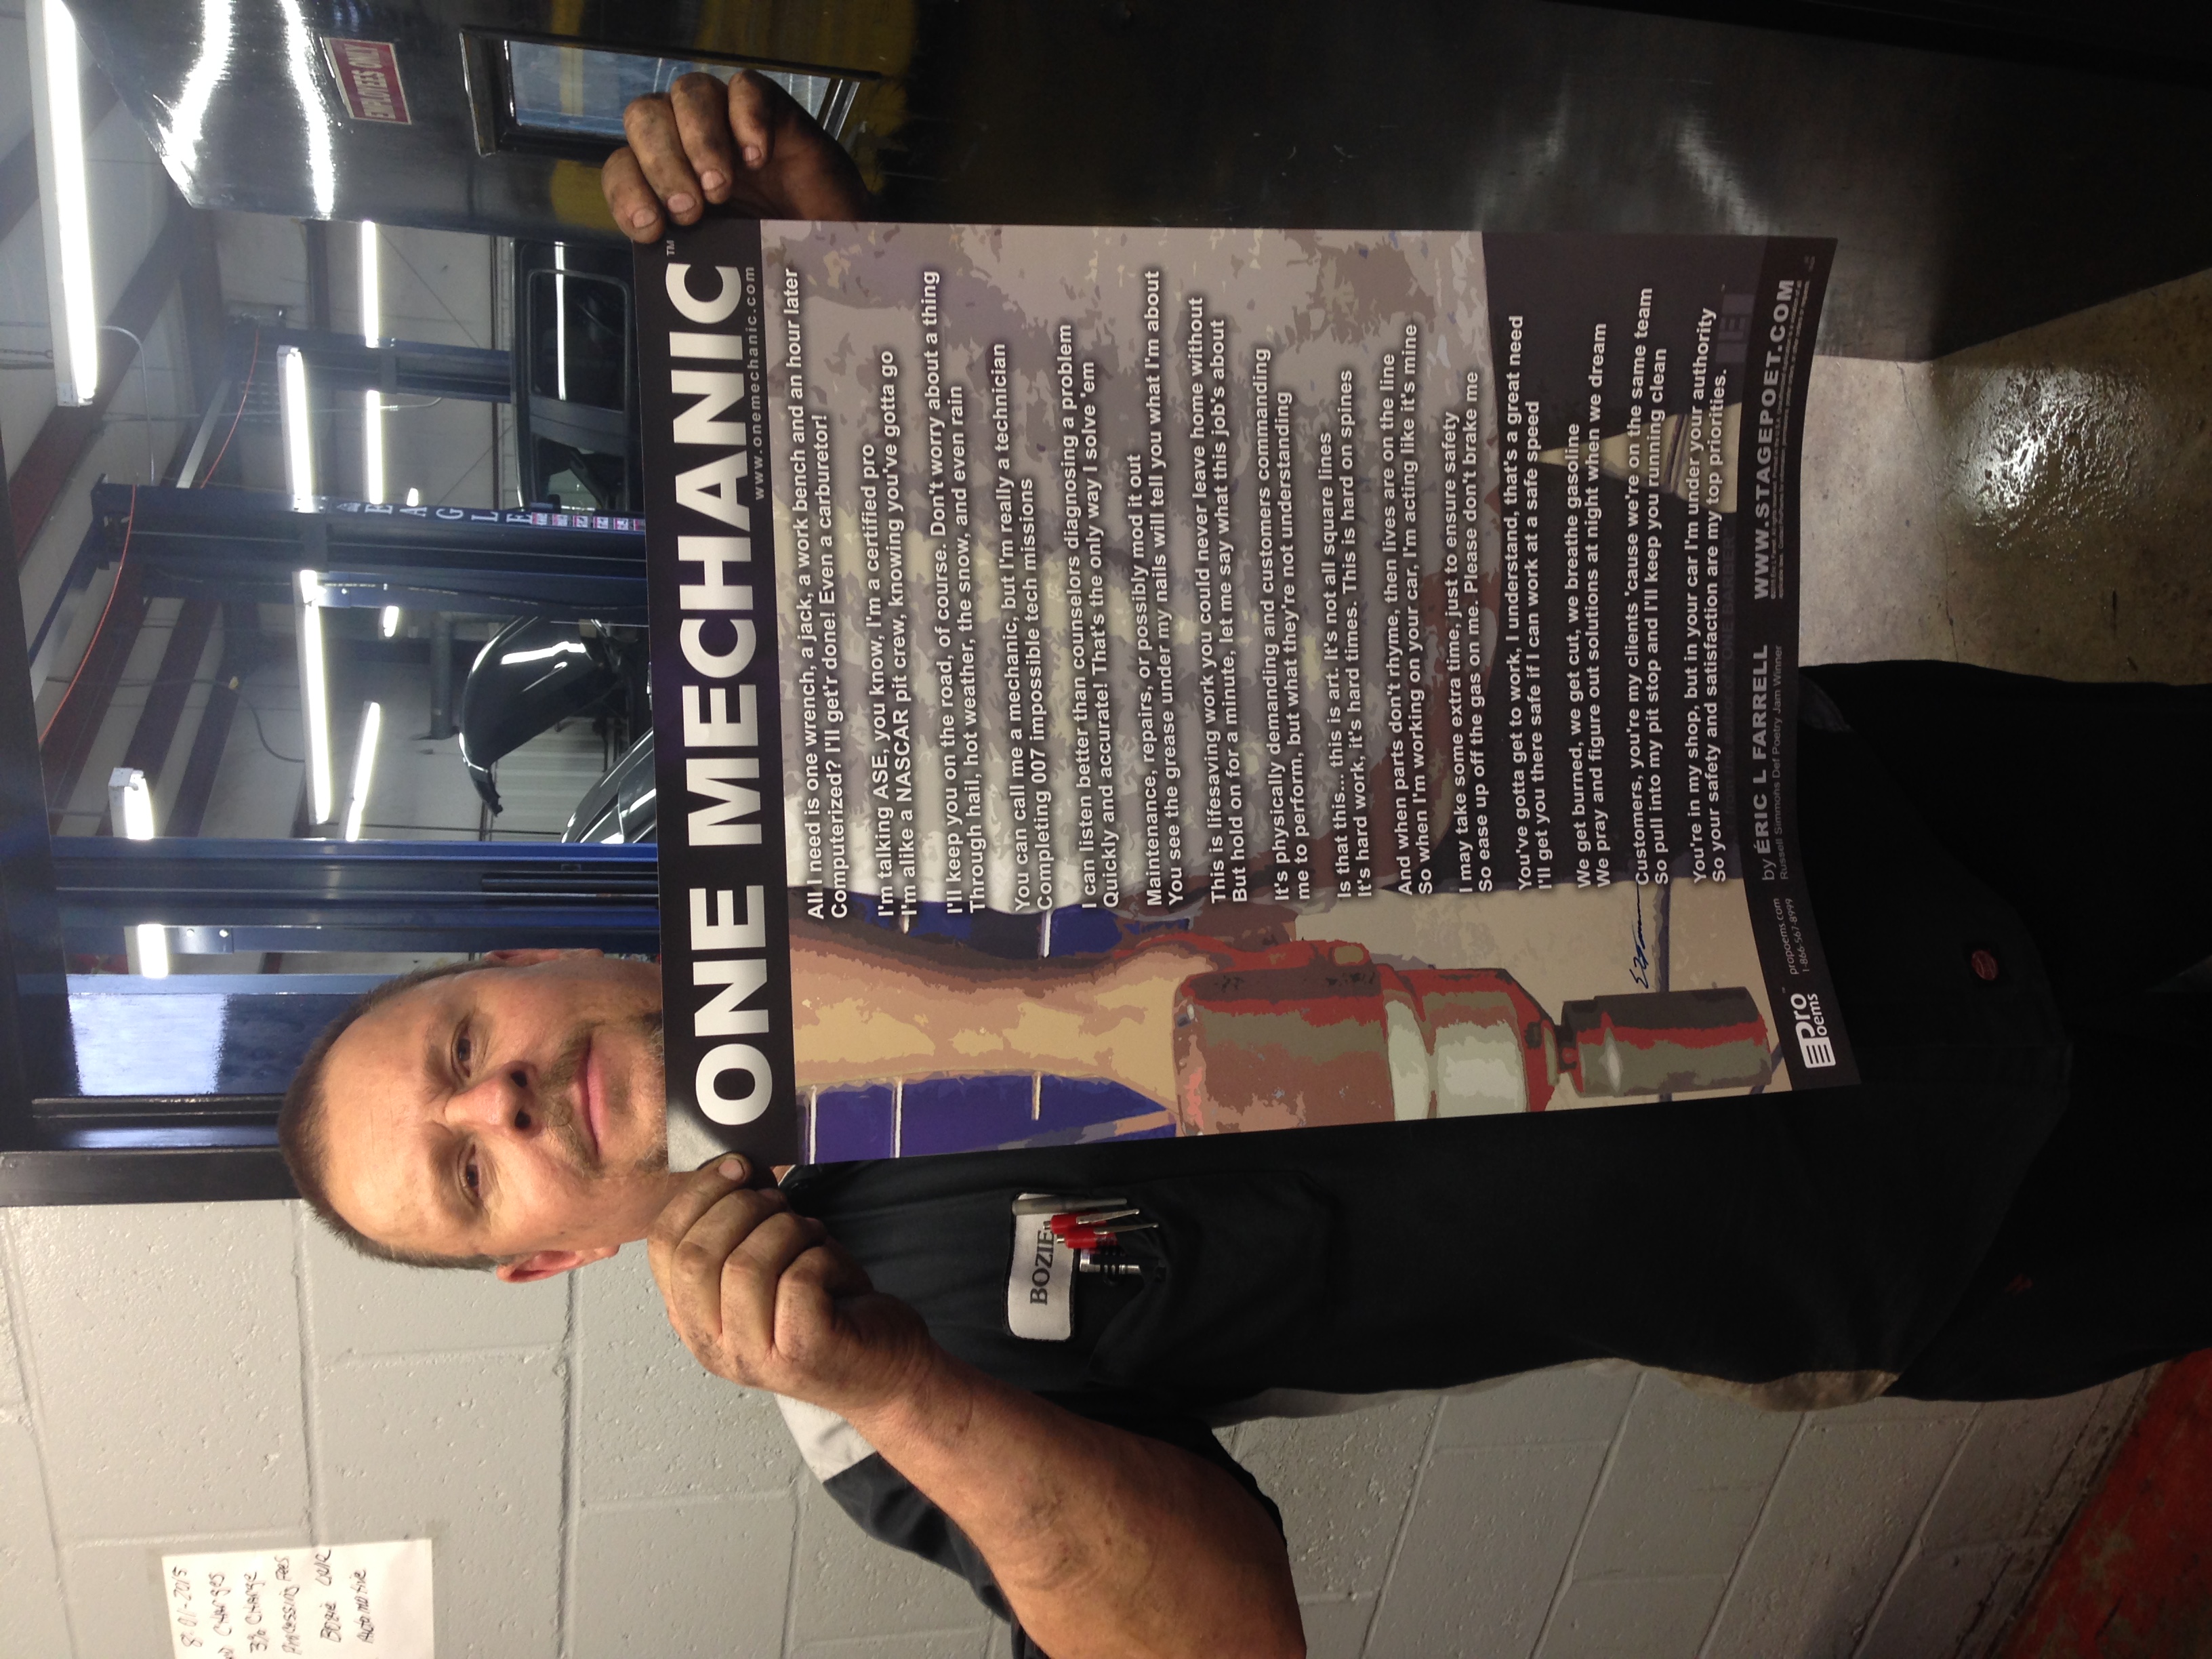 EMPLOYEES ONLY
EAGLE
ONE MECHANIC™
www.onemechanic.com
All I need is one wrench, a jack, a work bench and an hour later
Computerized? I'll get'r done! Even a carburetor!
I'm talking ASE, you know, I'm a certified pro
I'm alike a NASCAR pit crew, knowing you've gotta go
I'll keep you on the road, of course. Don't worry about a thing
Through hail, hot weather, the snow, and even rain
You can call me a mechanic, but I'm really a technician
Completing 007 impossible tech missions
I can listen better than counselors diagnosing a problem
Quickly and accurate! That's the only way I solve 'em
Maintenance, repairs, or possibly mod it out
You see the grease under my nails will tell you what I'm about
This is lifesaving work you could never leave home without
But hold on for a minute, let me say what this job's about
It's physically demanding and customers commanding
me to perform, but what they're not understanding
Is that this... this is art. It's not all square lines
It's hard work, it's hard times. This is hard on spines
And when parts don't rhyme, then lives are on the line
So when I'm working on your car, I'm acting like it's mine
I may take some extra time, just to ensure safety
So ease up off the gas on me. Please don't brake me
You've gotta get to work, I understand, that's a great need
I'll get you there safe if I can work at a safe speed
We get burned, we get cut, we breathe gasoline
We pray and figure out solutions at night when we dream
Customers, you're my clients 'cause we're on the same team
So pull into my pit stop and I'll keep you running clean
You're in my shop, but in your car I'm under your authority
So your safety and satisfaction are my top priorities.
Pro Poems™
propoems.com
1-866-567-8999
by ERIC L FARRELL
Russell Simmons Def Poetry Jam Winner
WWW.STAGEPOET.COM
BOZIE
8-01-2015
Charges
3% Charge
Processing Fees
Bozie
Automotive